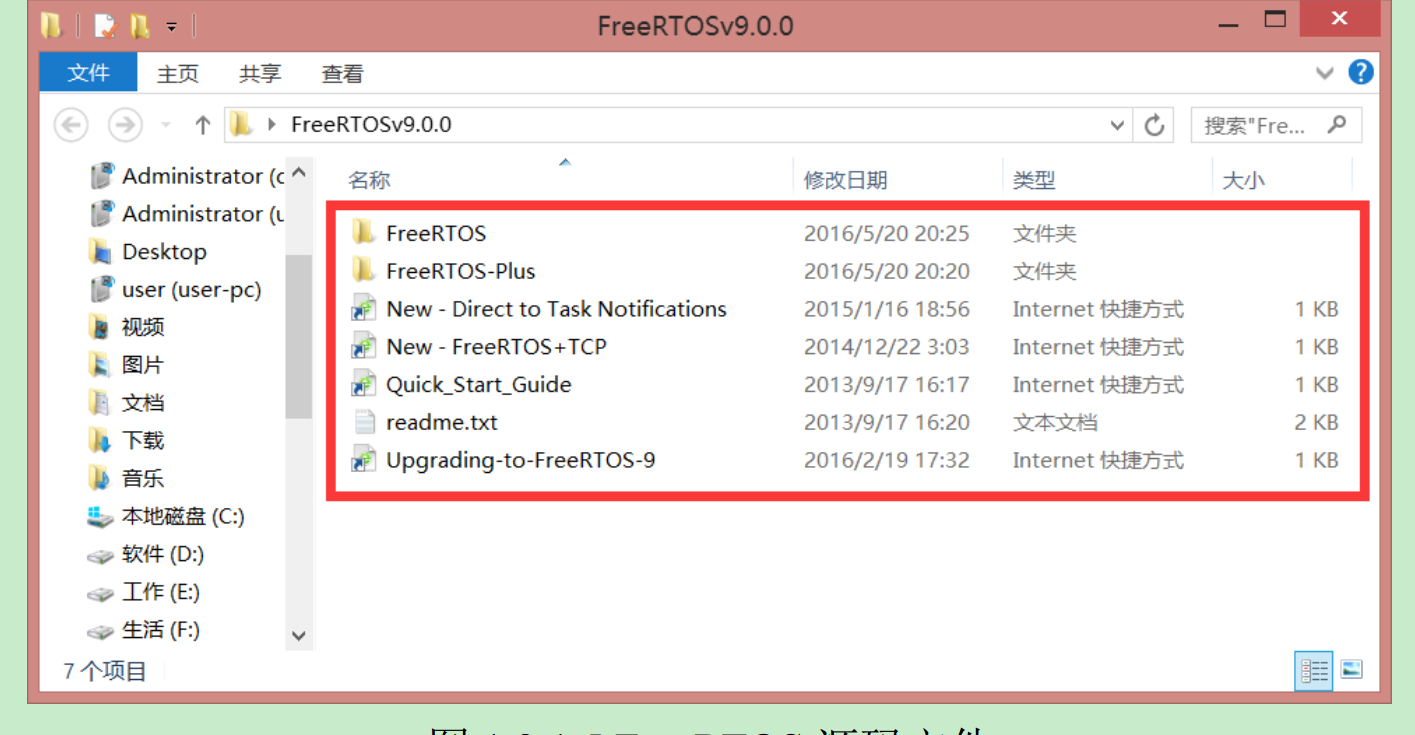 FreeRTOSv9.0.0
文件 主页 共享 查看
FreeRTOSv9.0.0 搜索"Fre...
名称 修改日期 类型 大小
Administrator (c
Administrator (u
Desktop
user (user-pc)
视频
图片
文档
下载
音乐
本地磁盘 (C:)
软件 (D:)
工作 (E:)
生活 (F:)
FreeRTOS 2016/5/20 20:25 文件夹
FreeRTOS-Plus 2016/5/20 20:20 文件夹
New - Direct to Task Notifications 2015/1/16 18:56 Internet 快捷方式 1 KB
New - FreeRTOS+TCP 2014/12/22 3:03 Internet 快捷方式 1 KB
Quick_Start_Guide 2013/9/17 16:17 Internet 快捷方式 1 KB
readme.txt 2013/9/17 16:20 文本文档 2 KB
Upgrading-to-FreeRTOS-9 2016/2/19 17:32 Internet 快捷方式 1 KB
7 个项目